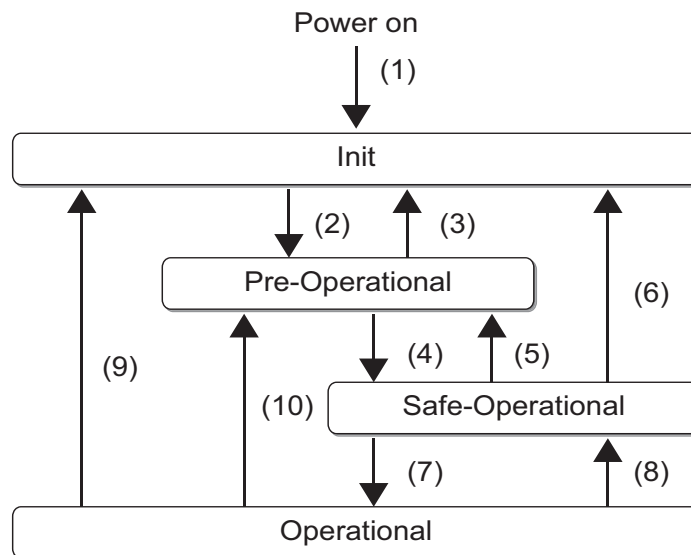 Power on
(1)
Init
(2)
(3)
Pre-Operational
(6)
(4)
(5)
(9)
(10)
Safe-Operational
(7)
(8)
Operational